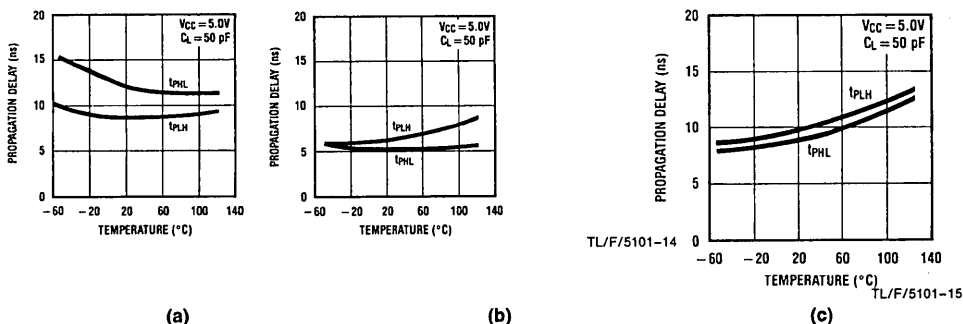 VCC = 5.0V
CL = 50 pF
PROPAGATION DELAY (ns)
20
15
10
5
0
tPHL
tPLH
-60 -20 20 60 100 140
TEMPERATURE (°C)
(a)
VCC = 5.0V
CL = 50 pF
PROPAGATION DELAY (ns)
20
15
10
5
0
tPLH
tPHL
-60 -20 20 60 100 140
TEMPERATURE (°C)
TL/F/5101-14
(b)
VCC = 5.0V
CL = 50 pF
PROPAGATION DELAY (ns)
20
15
10
5
0
tPLH
tPHL
-60 -20 20 60 100 140
TEMPERATURE (°C)
TL/F/5101-15
(c)